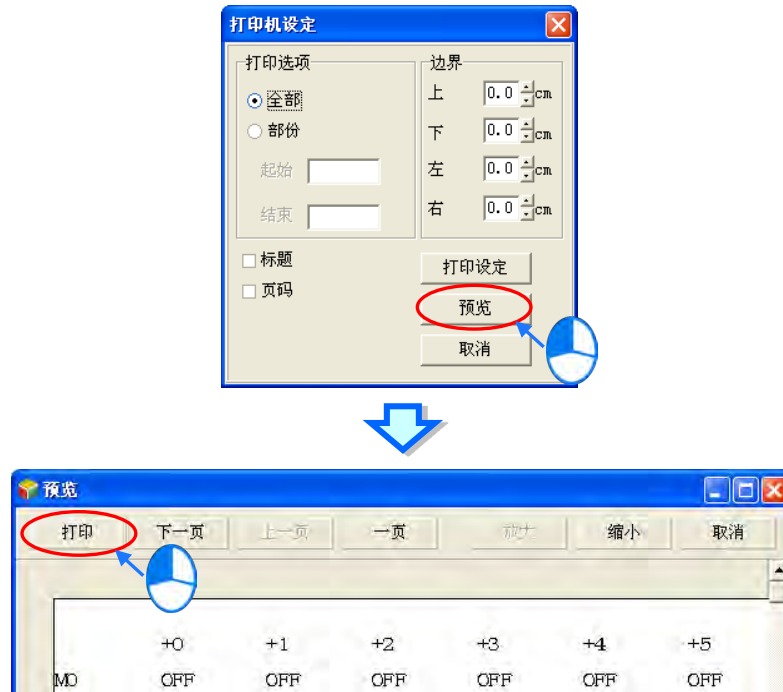 打印机设定
打印选项
全部
部份
起始
结束
边界
上 0.0 cm
下 0.0 cm
左 0.0 cm
右 0.0 cm
标题
页码
打印设定
预览
取消
预览
打印 下一页 上一页 一页 放大 缩小 取消
+0 +1 +2 +3 +4 +5
M0 OFF OFF OFF OFF OFF OFF